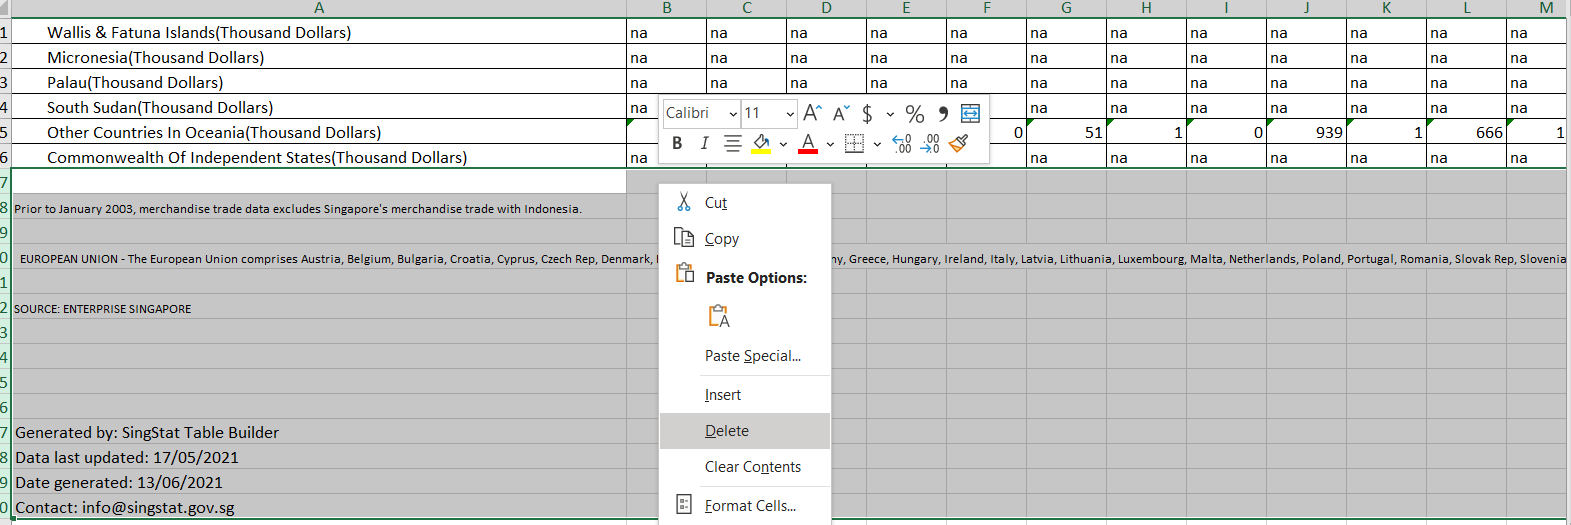 A B C D E F G H I J K L M
1 Wallis & Fatuna Islands(Thousand Dollars) na na na na na na na na na na na na
2 Micronesia(Thousand Dollars) na na na na na na na na na na na na
3 Palau(Thousand Dollars) na na na na na na na na na na na na
4 South Sudan(Thousand Dollars) na na na na na na na na
5 Other Countries In Oceania(Thousand Dollars) 0 51 1 0 939 1 666 1
6 Commonwealth Of Independent States(Thousand Dollars) na na na na na na na na
Calibri 11 A A $ % ,
B I A .00 .00
7
8 Prior to January 2003, merchandise trade data excludes Singapore's merchandise trade with Indonesia.
9
0 EUROPEAN UNION - The European Union comprises Austria, Belgium, Bulgaria, Croatia, Cyprus, Czech Rep, Denmark, Greece, Hungary, Ireland, Italy, Latvia, Lithuania, Luxembourg, Malta, Netherlands, Poland, Portugal, Romania, Slovak Rep, Slovenia
1
2 SOURCE: ENTERPRISE SINGAPORE
3
4
5
6
7 Generated by: SingStat Table Builder
8 Data last updated: 17/05/2021
9 Date generated: 13/06/2021
0 Contact: info@singstat.gov.sg
Cut
Copy
Paste Options:
Paste Special...
Insert
Delete
Clear Contents
Format Cells...